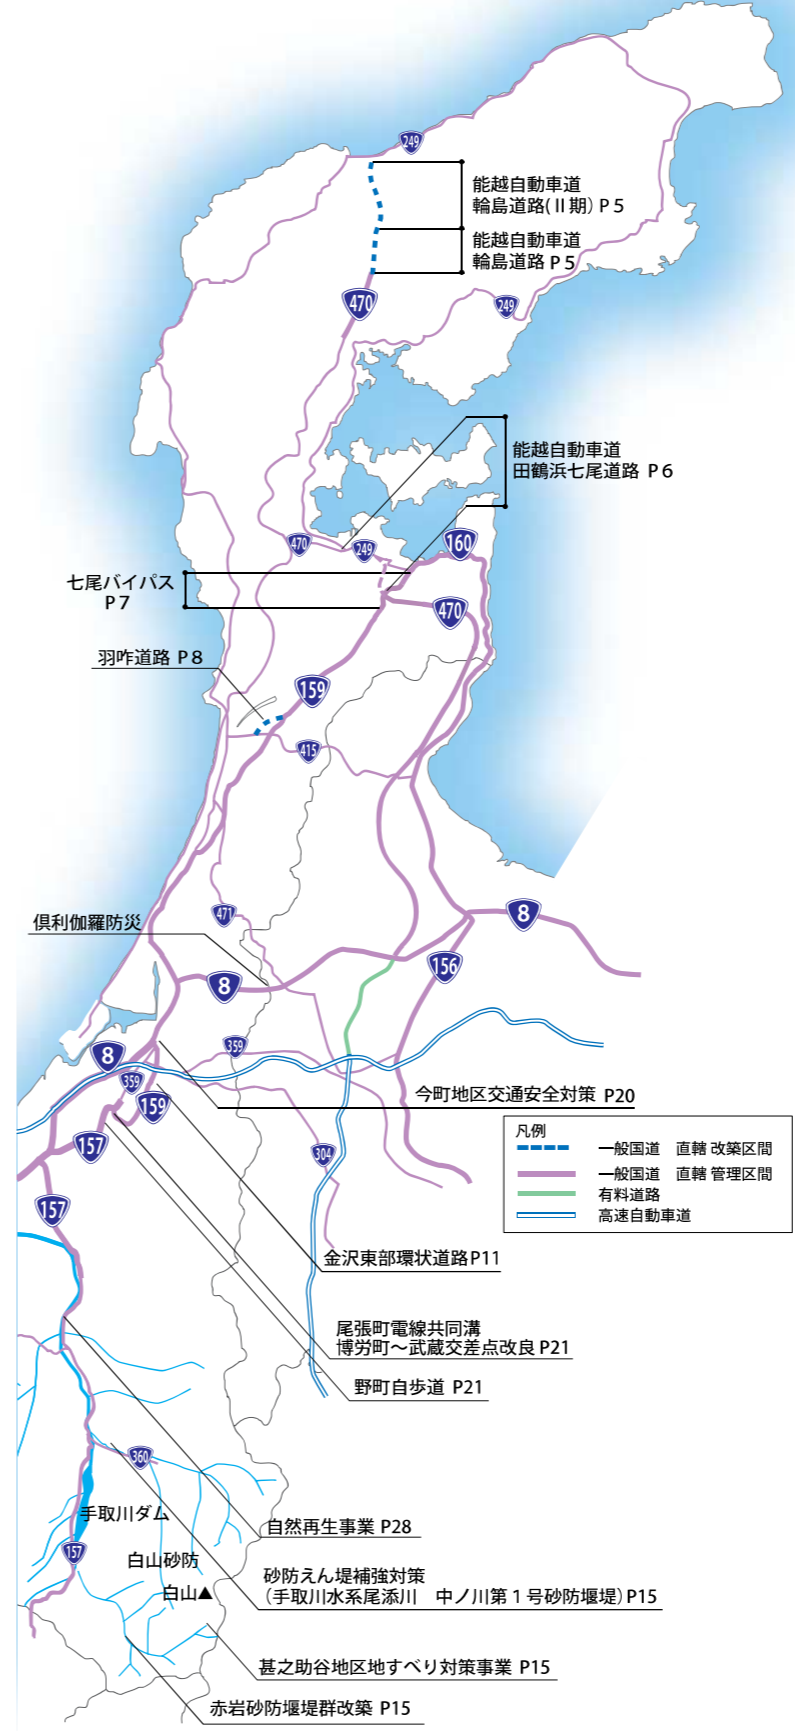 249
能越自動車道
輪島道路(Ⅱ期) P 5
能越自動車道
輪島道路 P 5
470
249
能越自動車道
田鶴浜七尾道路 P 6
470
249
160
七尾バイパス
P 7
470
羽咋道路 P 8
159
415
471
8
倶利伽羅防災
156
8
8
359
359
159
今町地区交通安全対策 P20
157
304
凡例
一般国道 直轄 改築区間
一般国道 直轄 管理区間
有料道路
高速自動車道
157
金沢東部環状道路P11
尾張町電線共同溝
博労町～武蔵交差点改良 P21
野町自歩道 P21
360
手取川ダム
自然再生事業 P28
157
白山砂防
白山▲
砂防えん堤補強対策
(手取川水系尾添川 中ノ川第1号砂防堰堤) P15
甚之助谷地区地すべり対策事業 P15
赤岩砂防堰堤群改築 P15